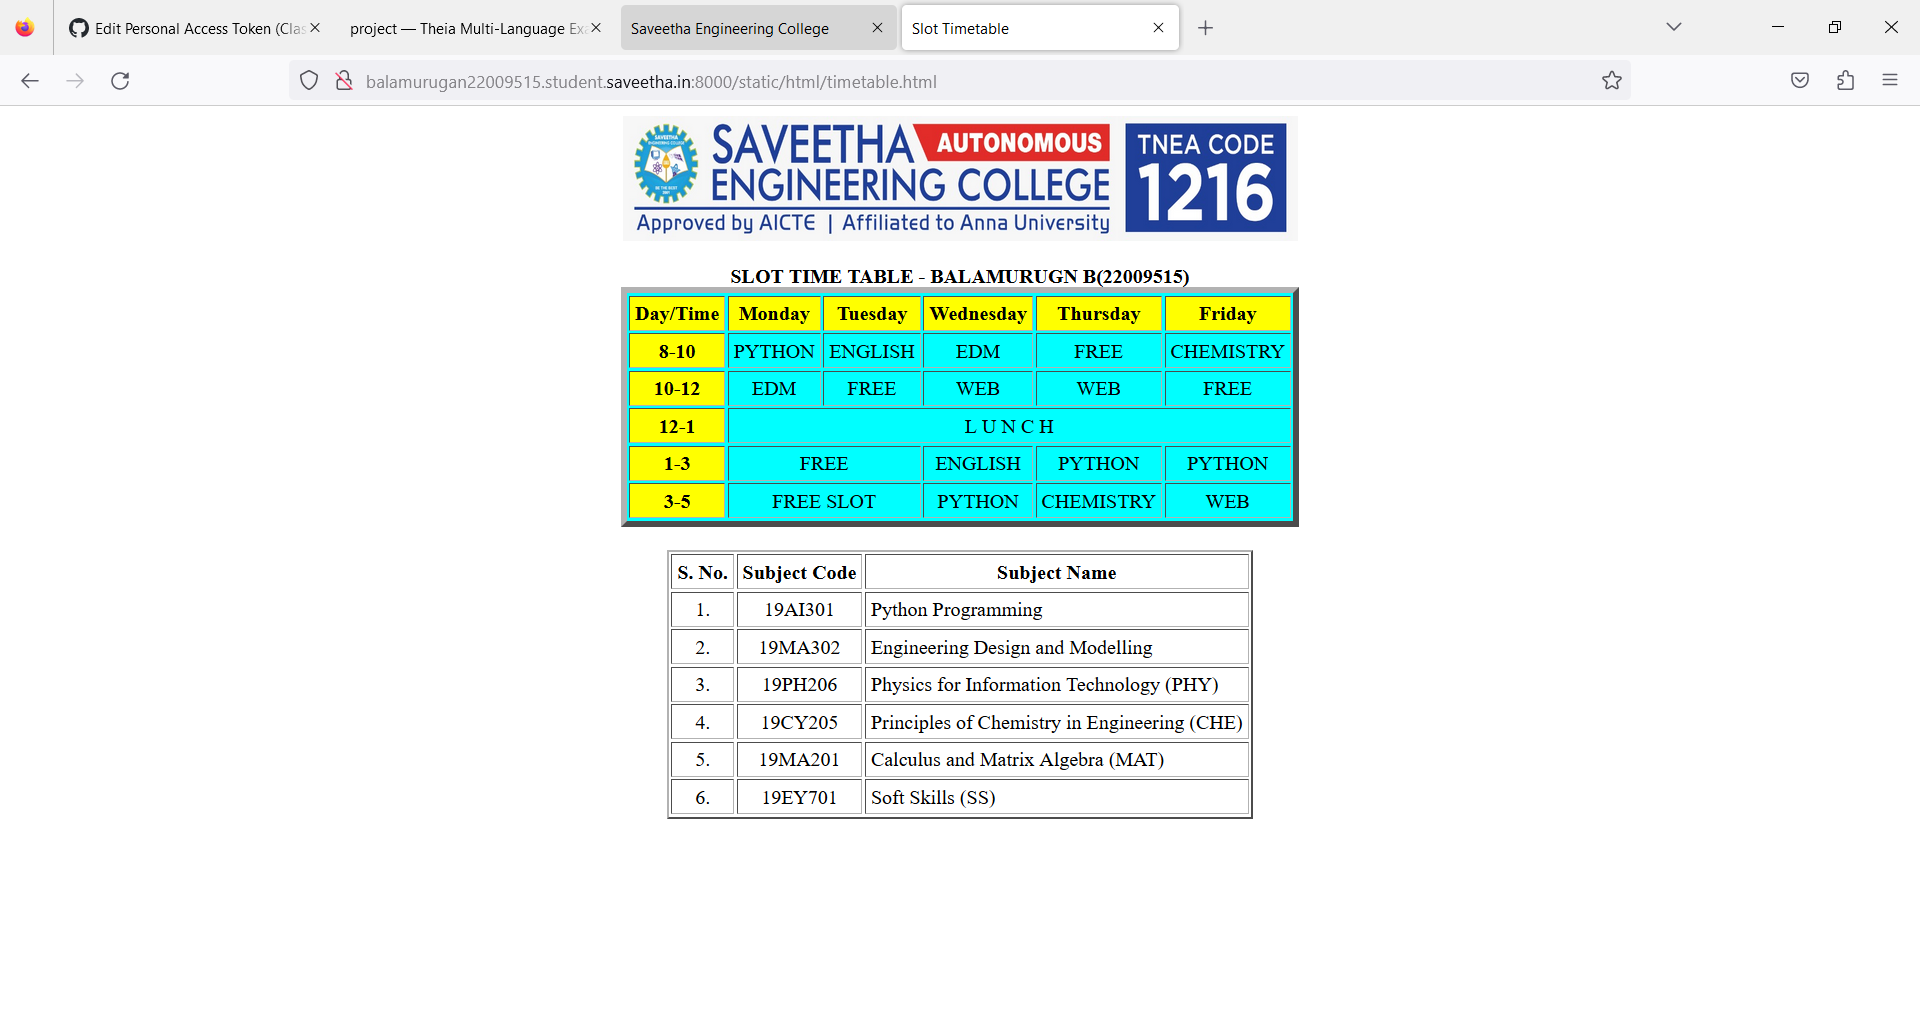 Edit Personal Access Token (Clas
project — Theia Multi-Language Exa
Saveetha Engineering College
Slot Timetable
balamurugan22009515.student.saveetha.in:8000/static/html/timetable.html
SAVEETHA AUTONOMOUS
ENGINEERING COLLEGE
Approved by AICTE | Affiliated to Anna University
TNEA CODE
1216
SLOT TIME TABLE - BALAMURUGN B(22009515)
Day/Time Monday Tuesday Wednesday Thursday Friday
8-10 PYTHON ENGLISH EDM FREE CHEMISTRY
10-12 EDM FREE WEB WEB FREE
12-1 L U N C H
1-3 FREE ENGLISH PYTHON PYTHON
3-5 FREE SLOT PYTHON CHEMISTRY WEB
S. No. Subject Code Subject Name
1. 19AI301 Python Programming
2. 19MA302 Engineering Design and Modelling
3. 19PH206 Physics for Information Technology (PHY)
4. 19CY205 Principles of Chemistry in Engineering (CHE)
5. 19MA201 Calculus and Matrix Algebra (MAT)
6. 19EY701 Soft Skills (SS)